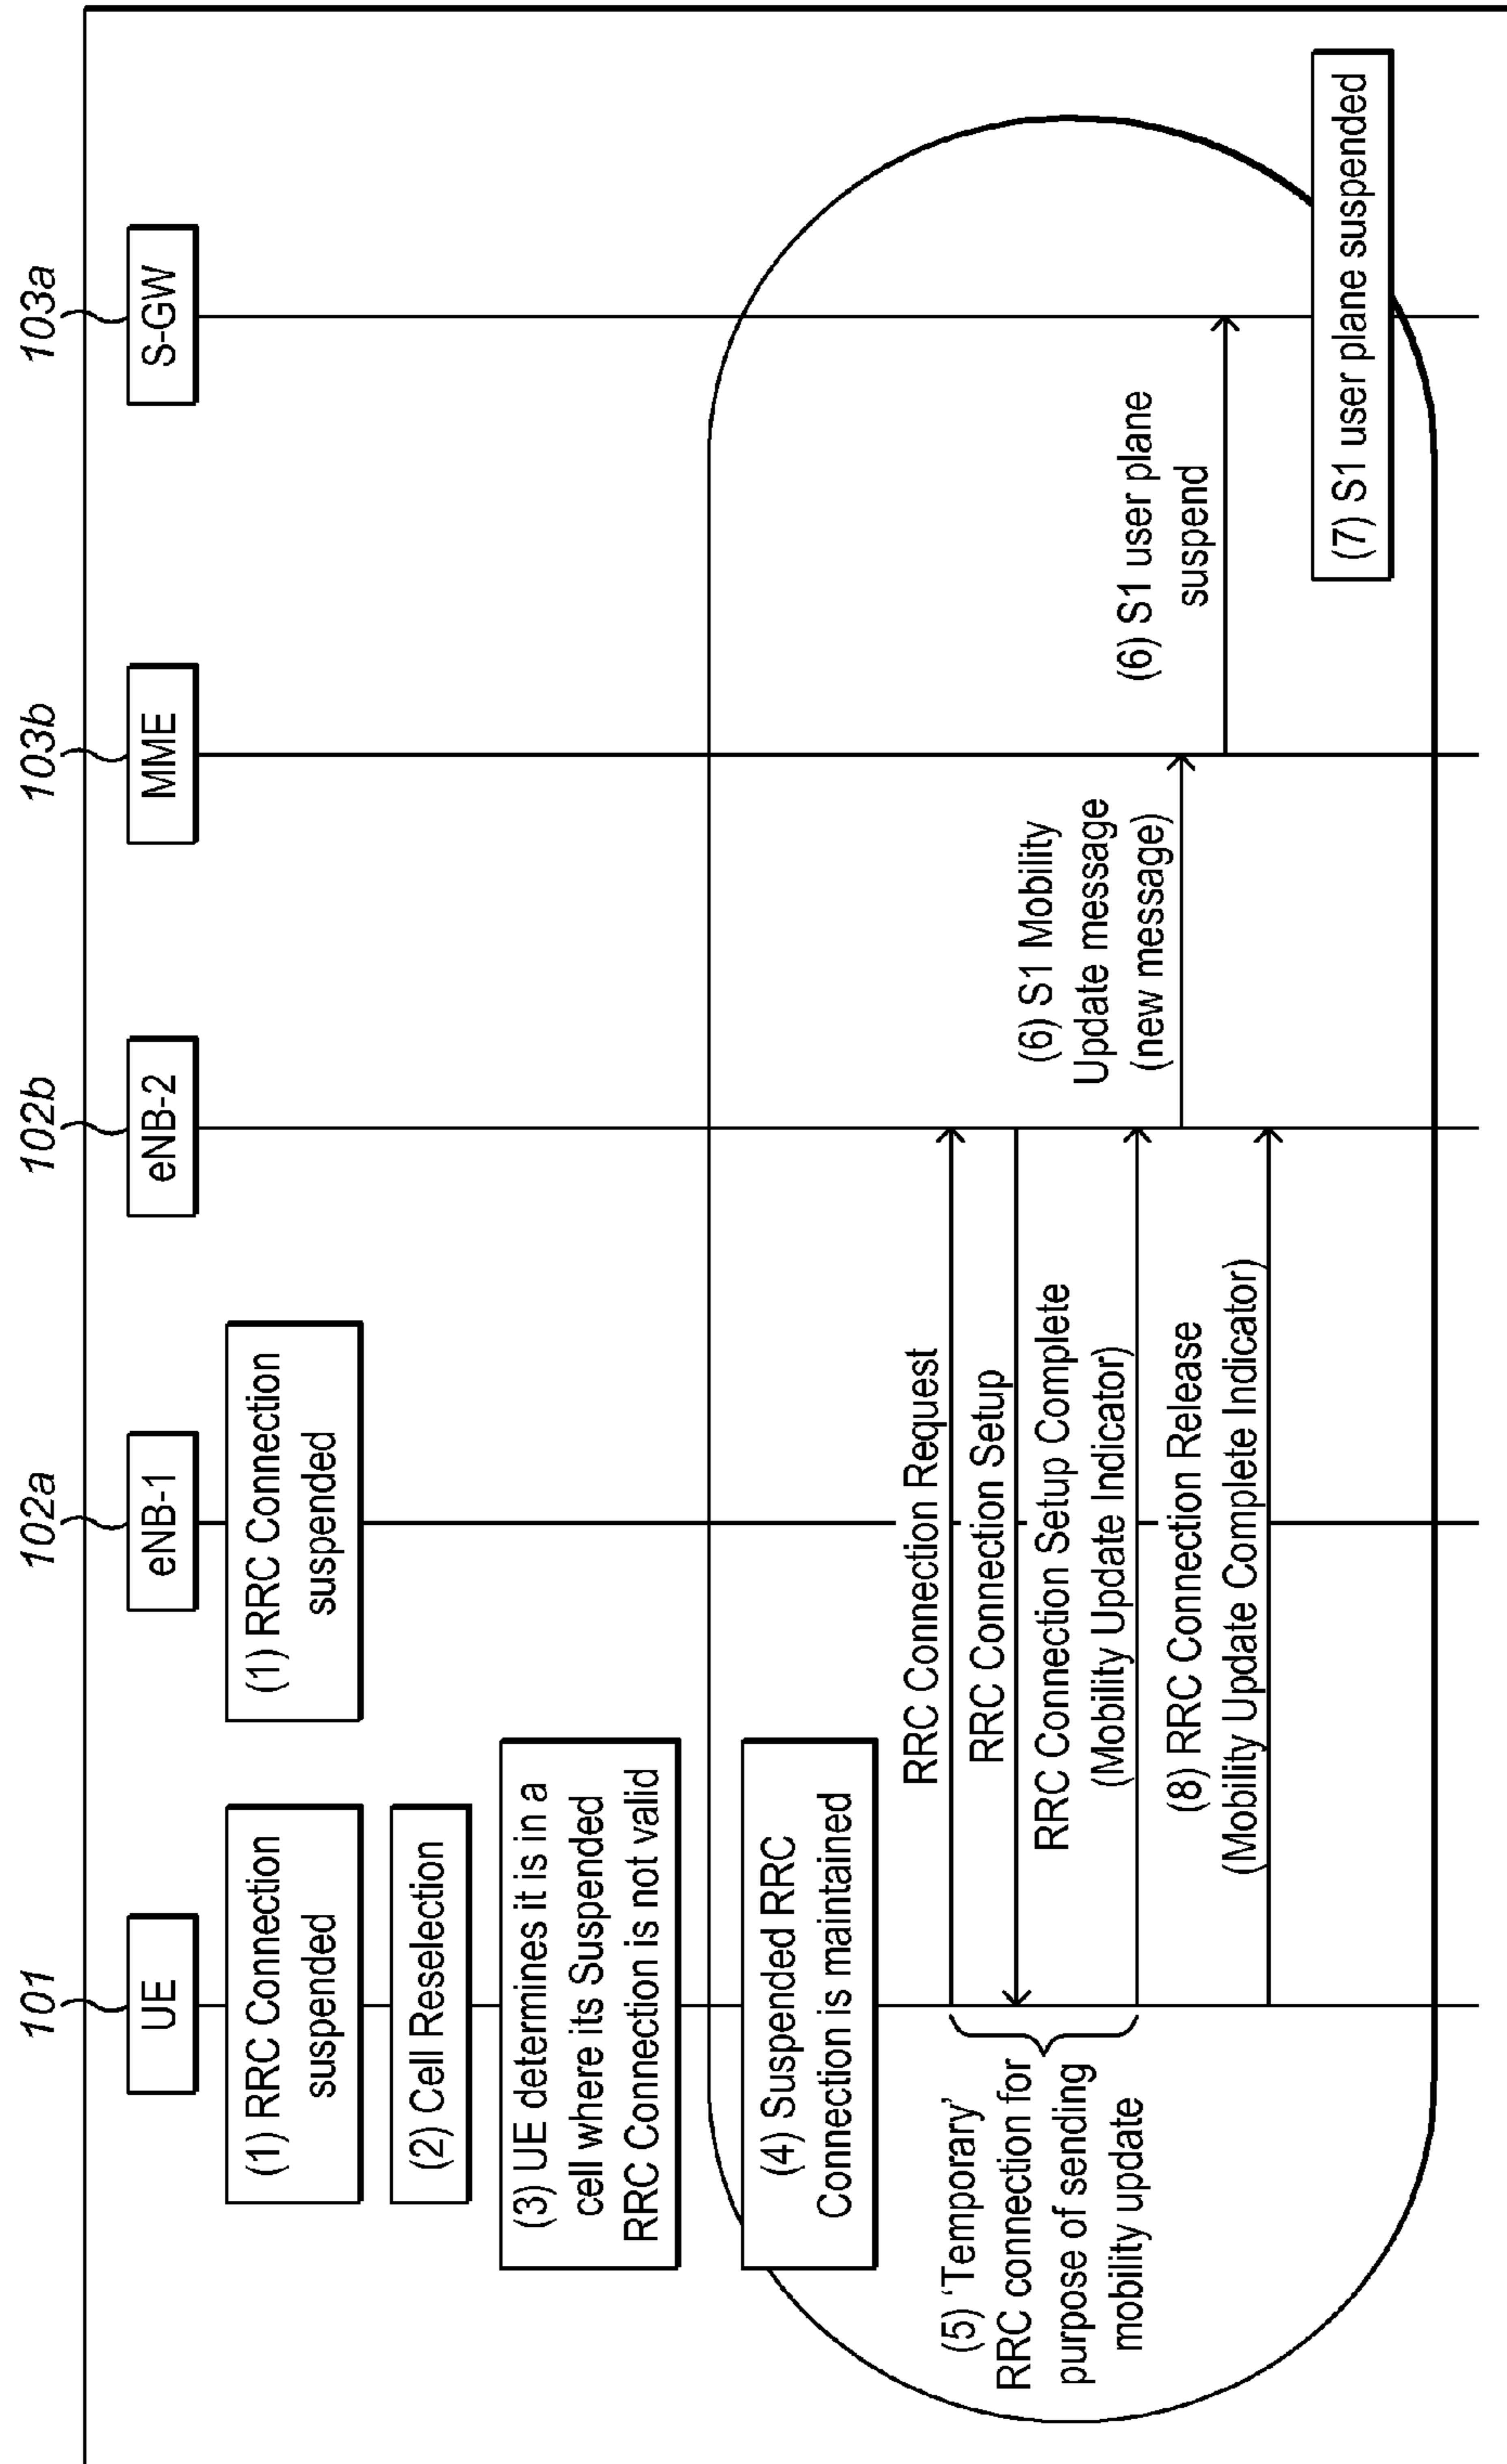 101
102a
102b
103b
103a
UE
eNB-1
eNB-2
MME
S-GW
(1) RRC Connection
suspended
(1) RRC Connection
suspended
(2) Cell Reselection
(3) UE determines it is in a
cell where its Suspended
RRC Connection is not valid
(4) Suspended RRC
Connection is maintained
(5) 'Temporary'
RRC connection for
purpose of sending
mobility update
RRC Connection Request
RRC Connection Setup
RRC Connection Setup Complete
(Mobility Update Indicator)
(6) S1 Mobility
Update message
(new message)
(6) S1 user plane
suspend
(8) RRC Connection Release
(Mobility Update Complete Indicator)
(7) S1 user plane suspended